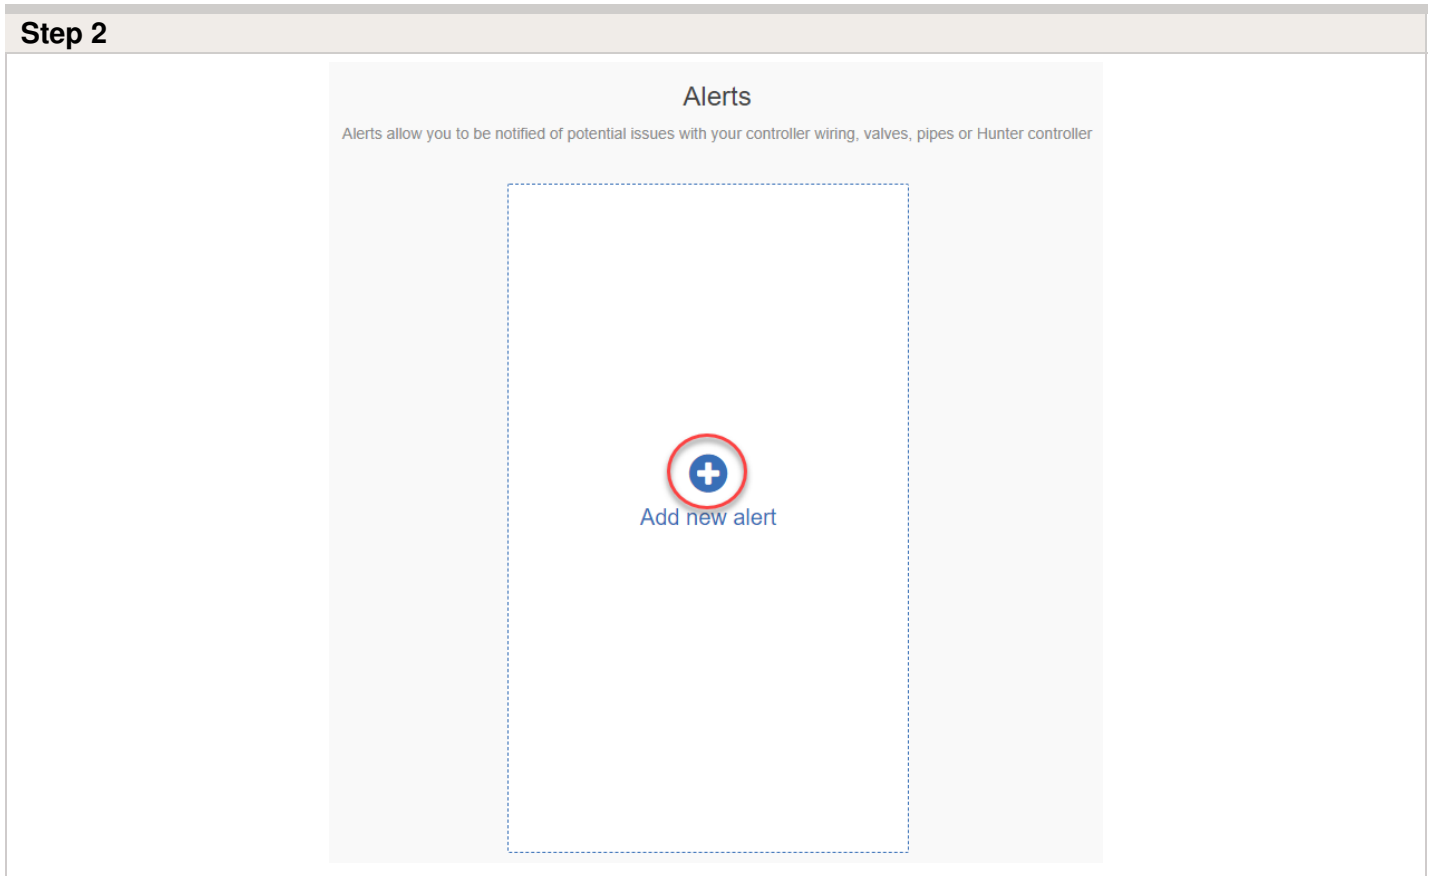 Step 2
Alerts
Alerts allow you to be notified of potential issues with your controller wiring, valves, pipes or Hunter controller
Add new alert